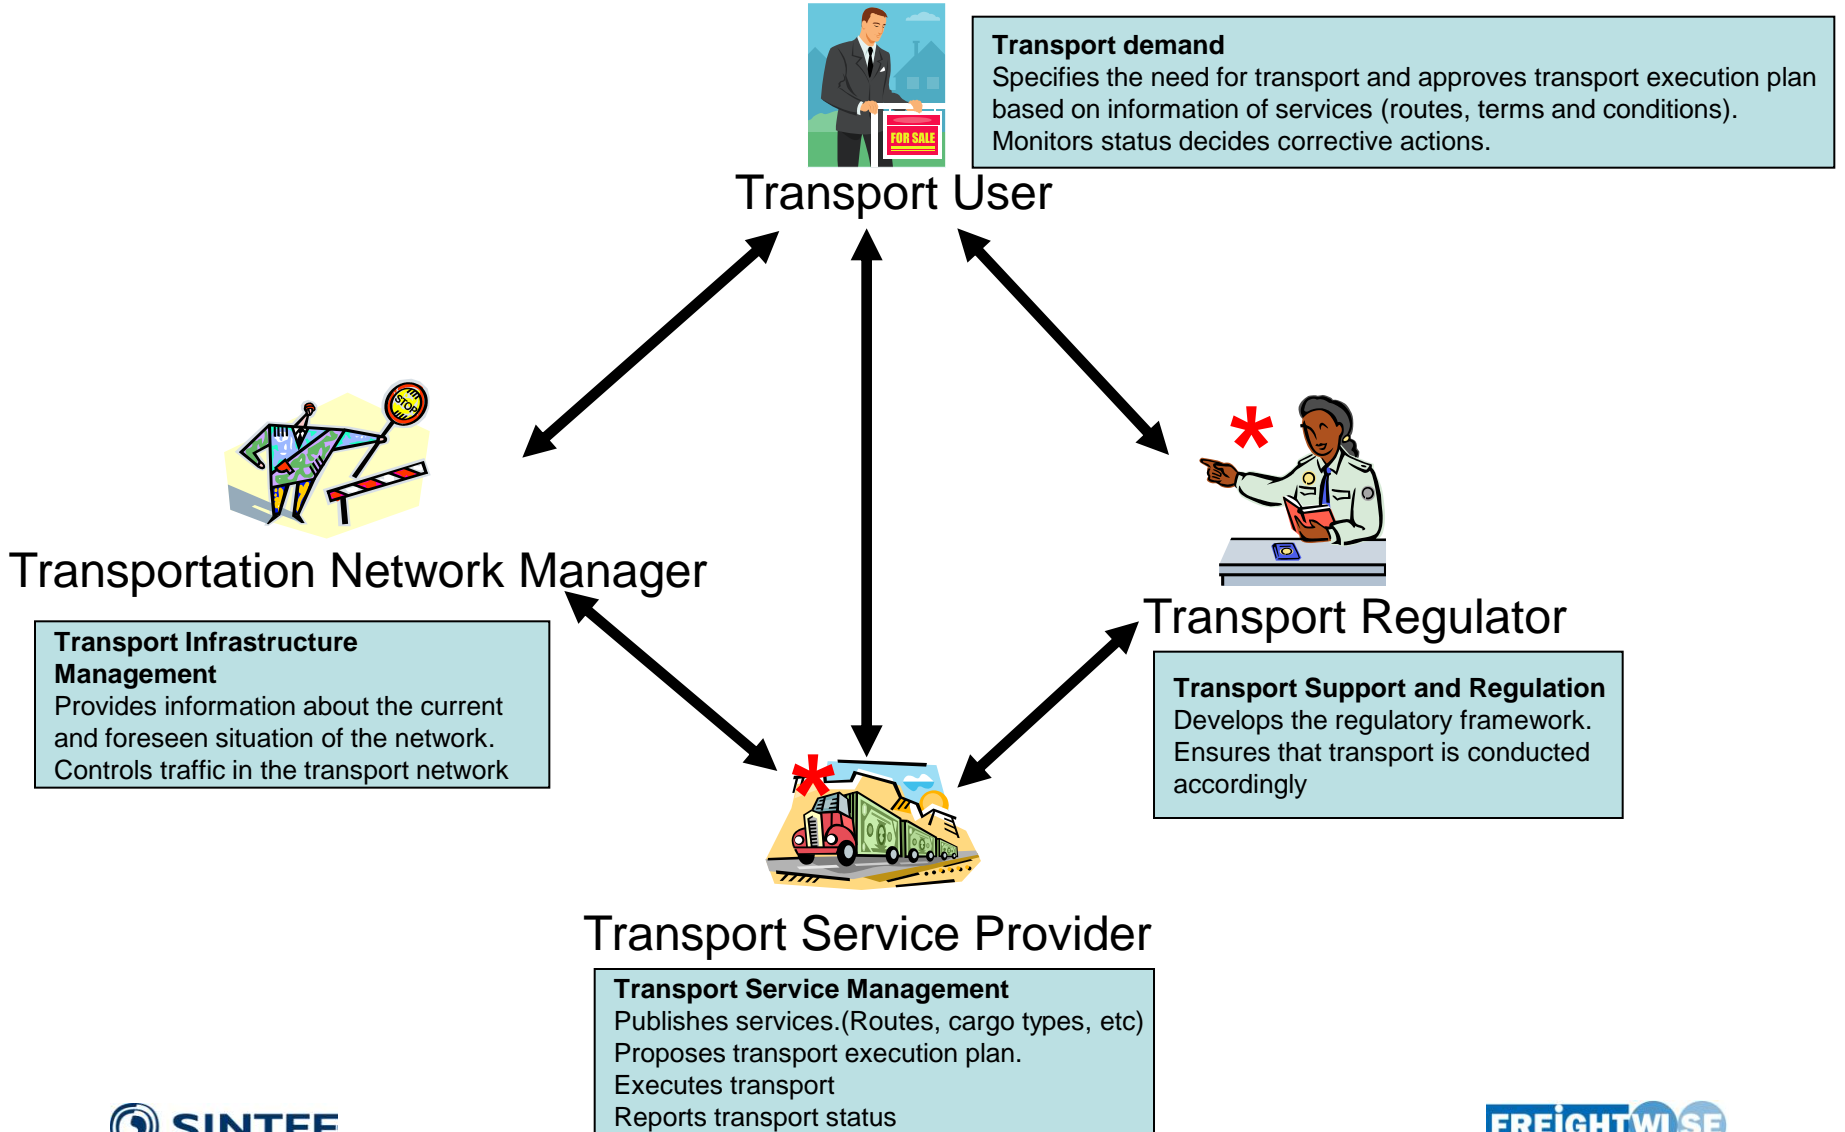 FOR SALE
Transport demand
Specifies the need for transport and approves transport execution plan
based on information of services (routes, terms and conditions).
Monitors status decides corrective actions.
Transport User
STOP
*
Transportation Network Manager
Transport Regulator
Transport Infrastructure
Management
Provides information about the current
and foreseen situation of the network.
Controls traffic in the transport network
Transport Support and Regulation
Develops the regulatory framework.
Ensures that transport is conducted
accordingly
*
Transport Service Provider
Transport Service Management
Publishes services.(Routes, cargo types, etc)
Proposes transport execution plan.
Executes transport
Reports transport status
SINTEF
FREIGHTWISE